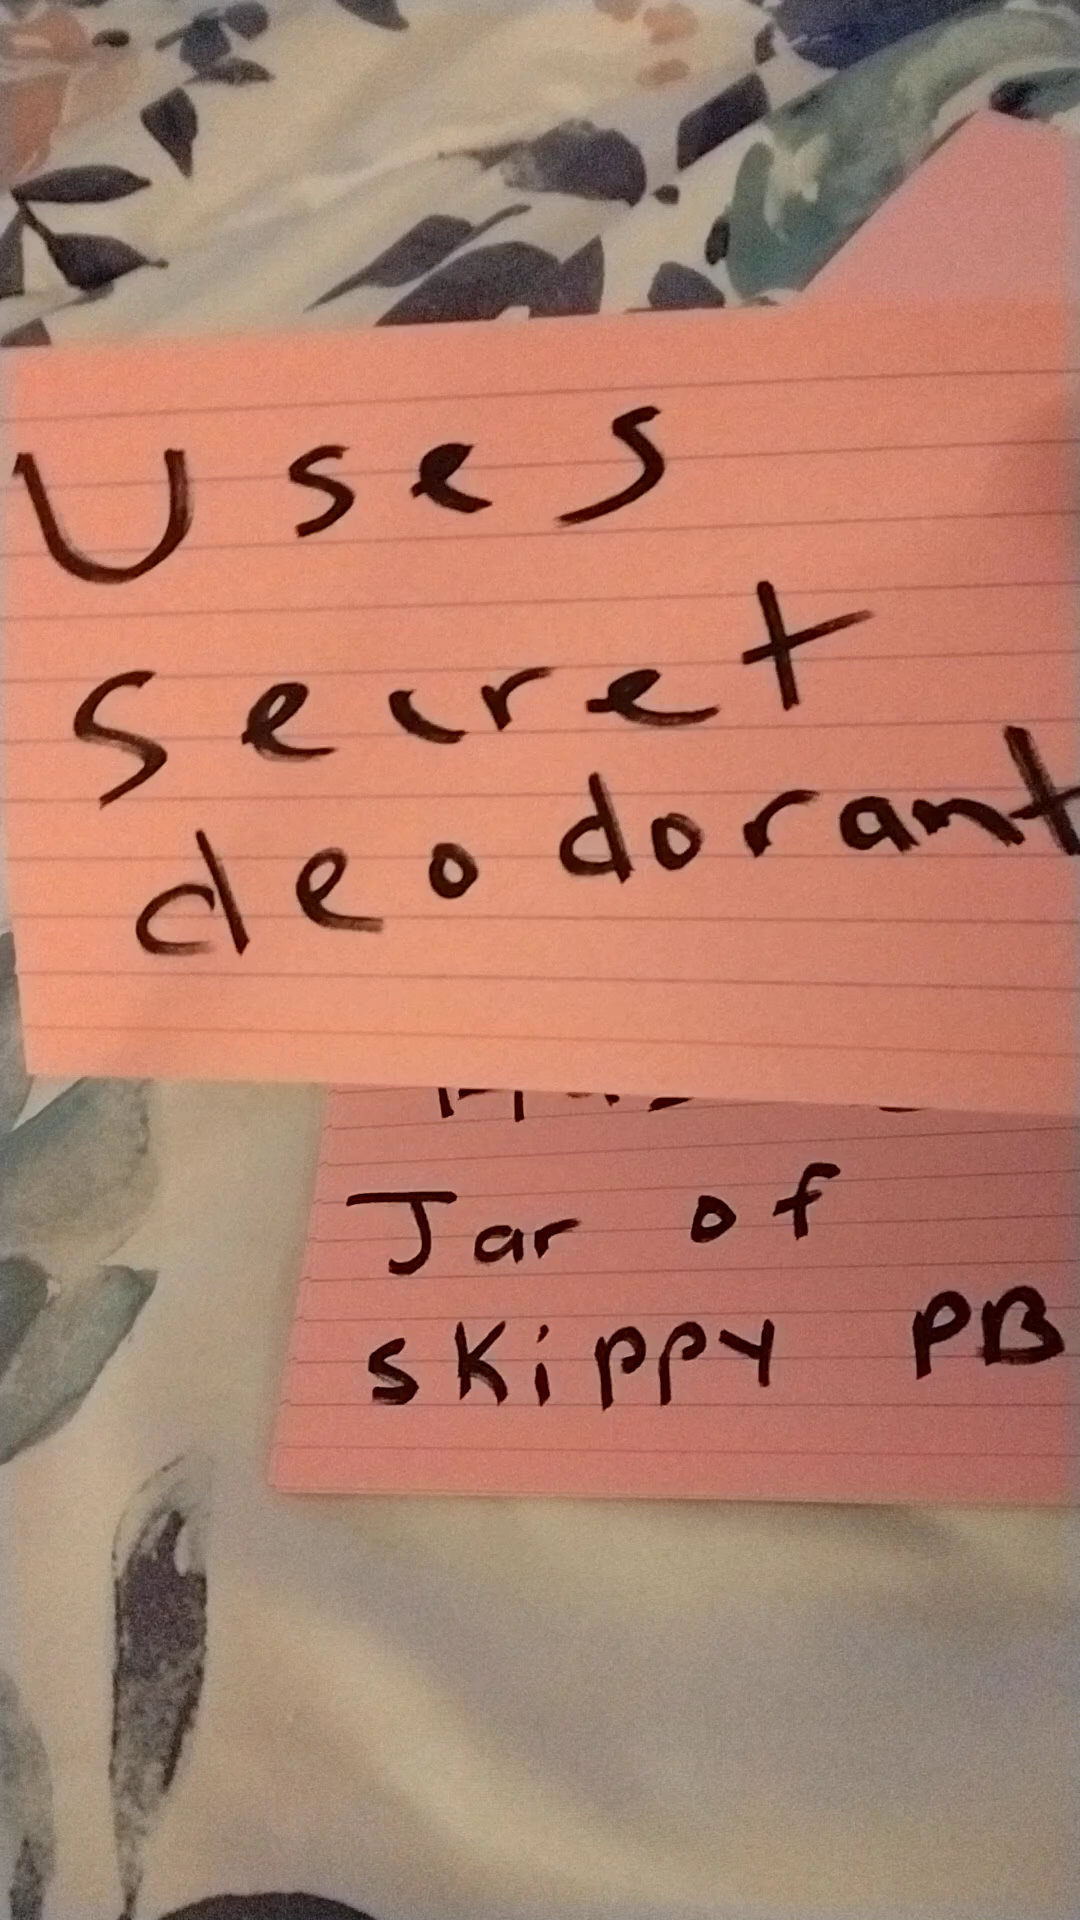 Uses
Secret
deodorant
Jar of
SKippy PB